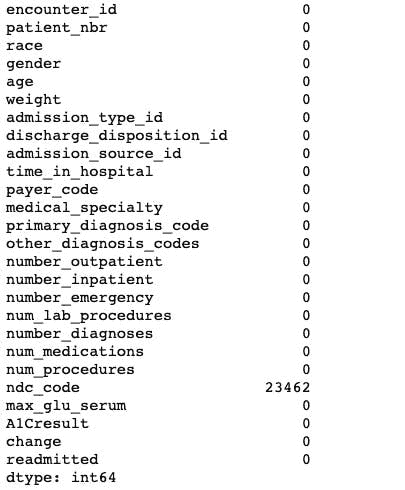 encounter_id 0
patient_nbr 0
race 0
gender 0
age 0
weight 0
admission_type_id 0
discharge_disposition_id 0
admission_source_id 0
time_in_hospital 0
payer_code 0
medical_specialty 0
primary_diagnosis_code 0
other_diagnosis_codes 0
number_outpatient 0
number_inpatient 0
number_emergency 0
num_lab_procedures 0
number_diagnoses 0
num_medications 0
num_procedures 0
ndc_code 23462
max_glu_serum 0
A1Cresult 0
change 0
readmitted 0
dtype: int64